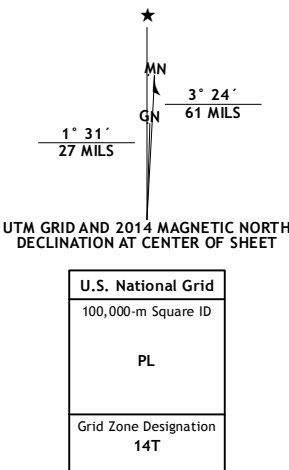 ★
MN
3° 24´
61 MILS
GN
1° 31´
27 MILS
UTM GRID AND 2014 MAGNETIC NORTH
DECLINATION AT CENTER OF SHEET
U.S. National Grid
100,000-m Square ID
PL
Grid Zone Designation
14T